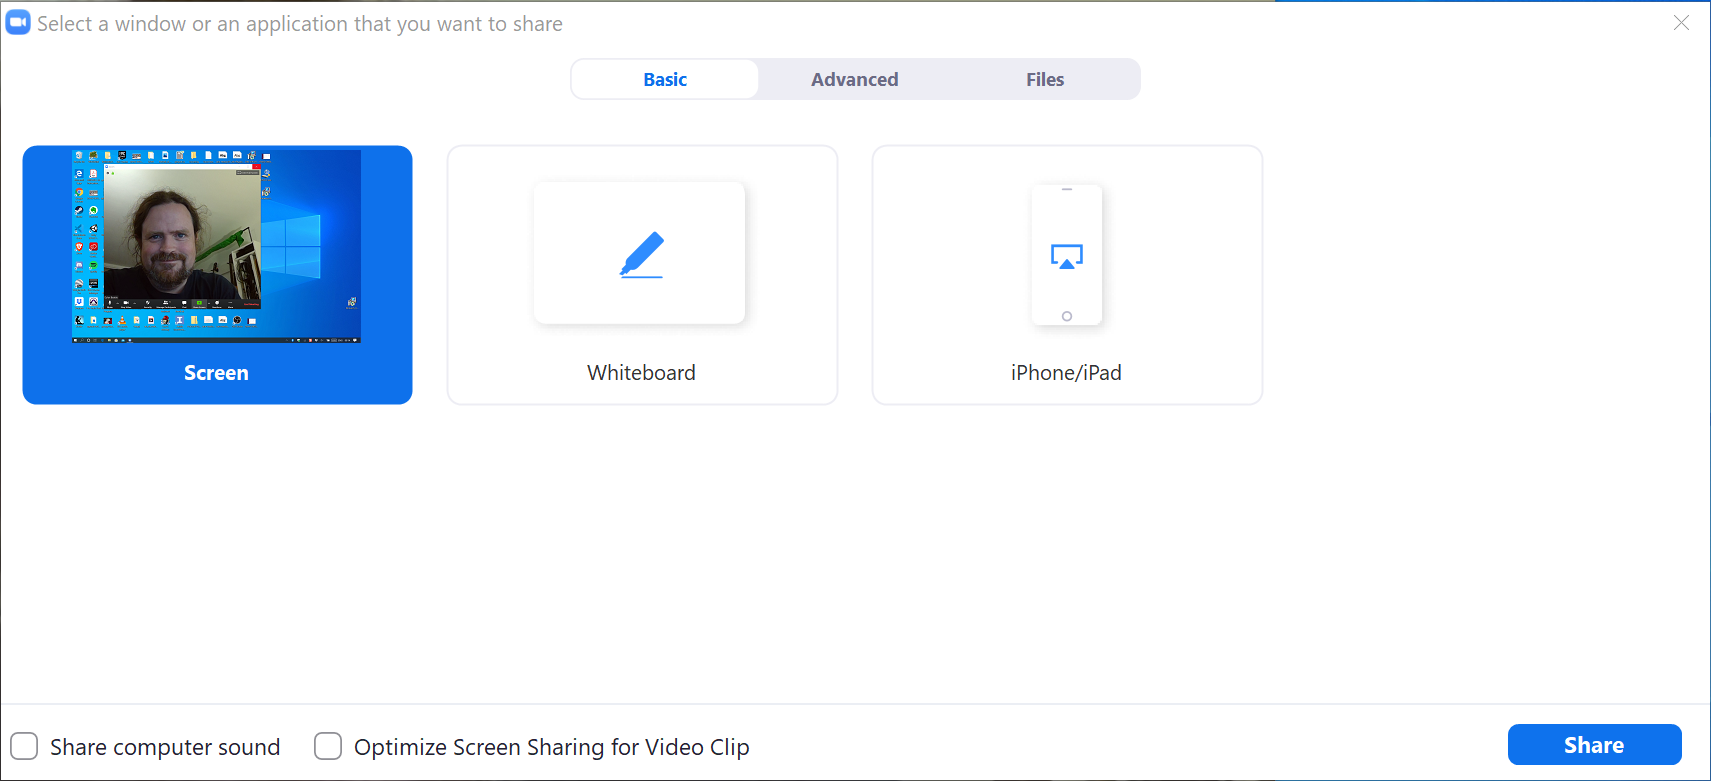 Select a window or an application that you want to share
Basic
Advanced
Files
Screen
Whiteboard
iPhone/iPad
Share computer sound
Optimize Screen Sharing for Video Clip
Share